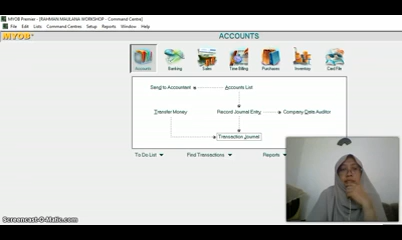 MYOB Premier - [RAHMAN MAULANA WORKSHOP - Command Centre]
File Edit Lists Command Centres Setup Reports Window Help
MYOB
ACCOUNTS
Accounts Banking Sales Time Billing Purchases Inventory Card File
Send to Accountant Accounts List
Transfer Money Record Journal Entry Company Data Auditor
Transaction Journal
To Do List Find Transactions Reports
Screencast-O-Matic.com